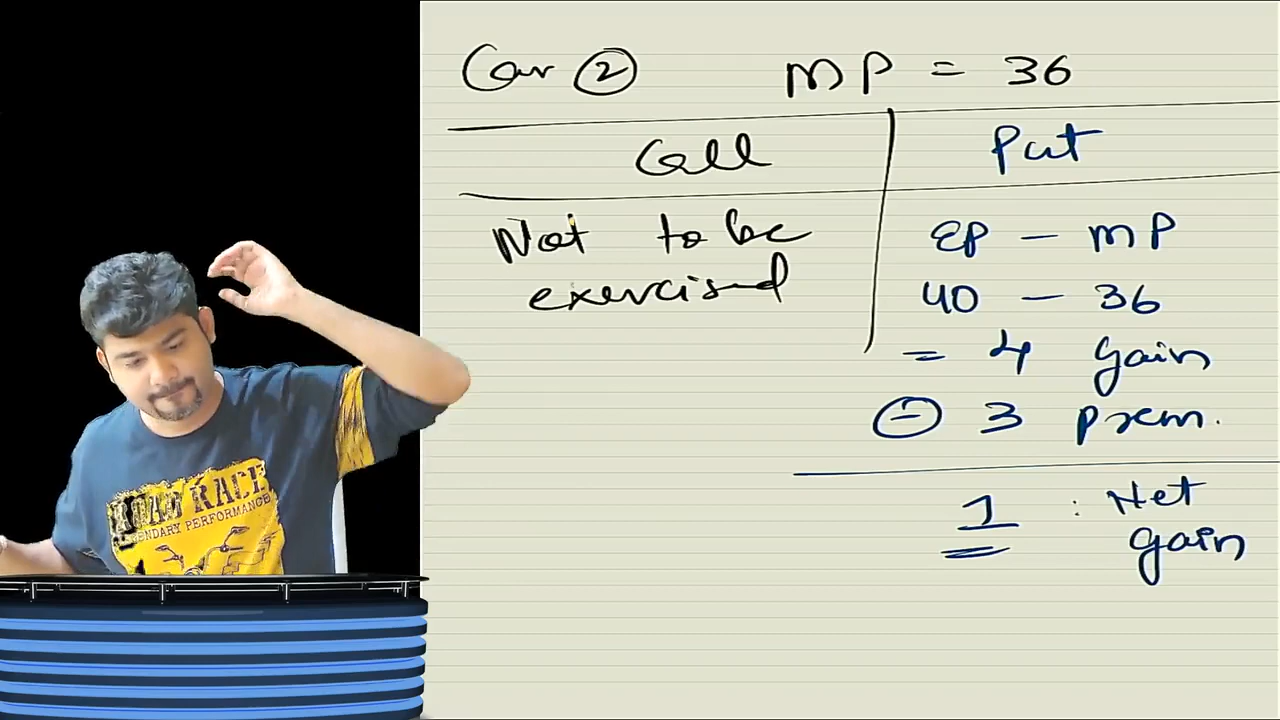 Case ② MP = 36
Call
Put
Not to be
exercised
EP - MP
40 - 36
= 4 gain
⊖ 3 prem.
1 : Net
gain
ROAD RACE
LEGENDARY PERFORMANCE